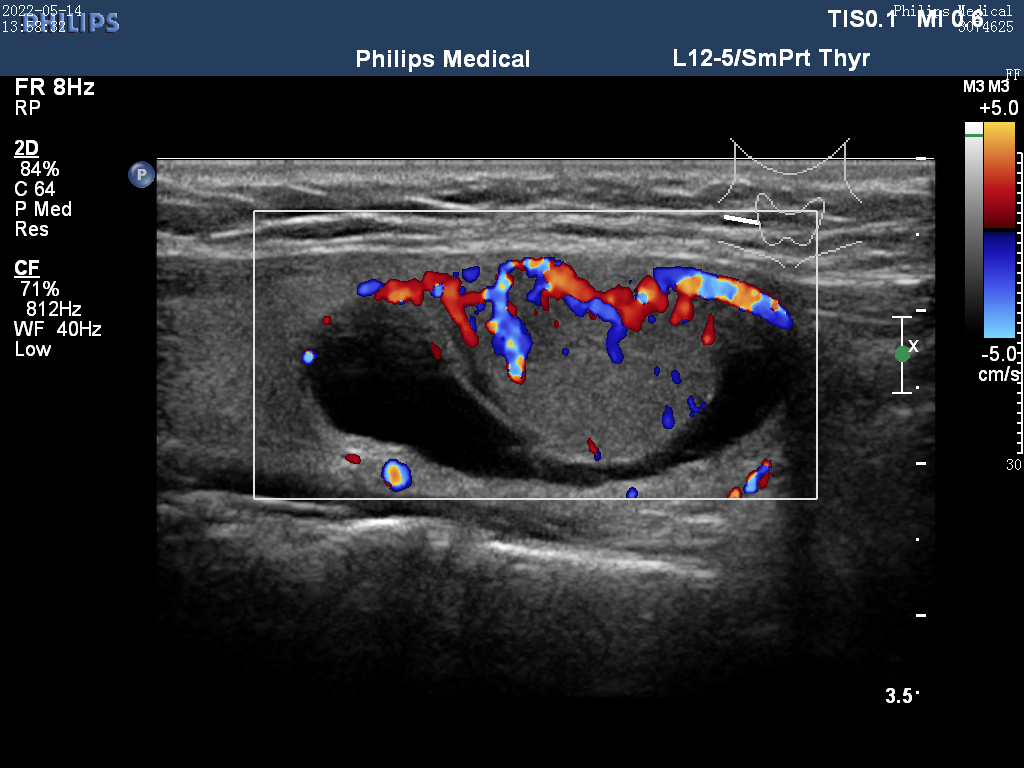 2022-05-14
13:58:32
PHILIPS
TIS0.1 MI 0.6
Philips Medical
Philips Medical
L12-5/SmPrt Thyr
FF
FR 8Hz
RP
M3 M3
+5.0
2D
84%
C 64
P Med
Res
P
CF
71%
812Hz
WF 40Hz
Low
x
-5.0
cm/s
30
3.5